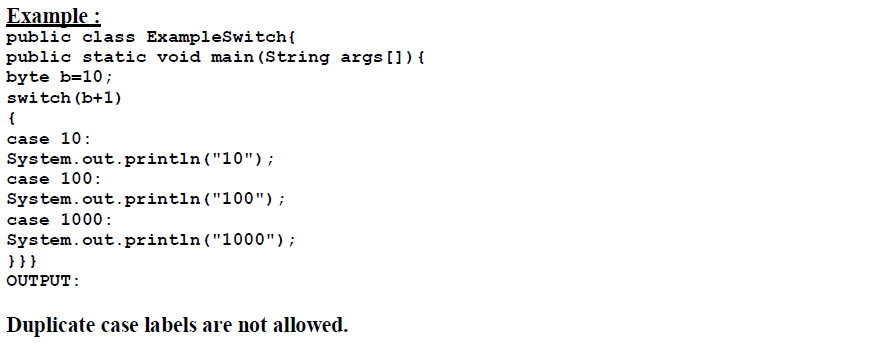 Example :
public class ExampleSwitch{
public static void main(String args[]){
byte b=10;
switch(b+1)
{
case 10:
System.out.println("10");
case 100:
System.out.println("100");
case 1000:
System.out.println("1000");
}}}
OUTPUT:
Duplicate case labels are not allowed.